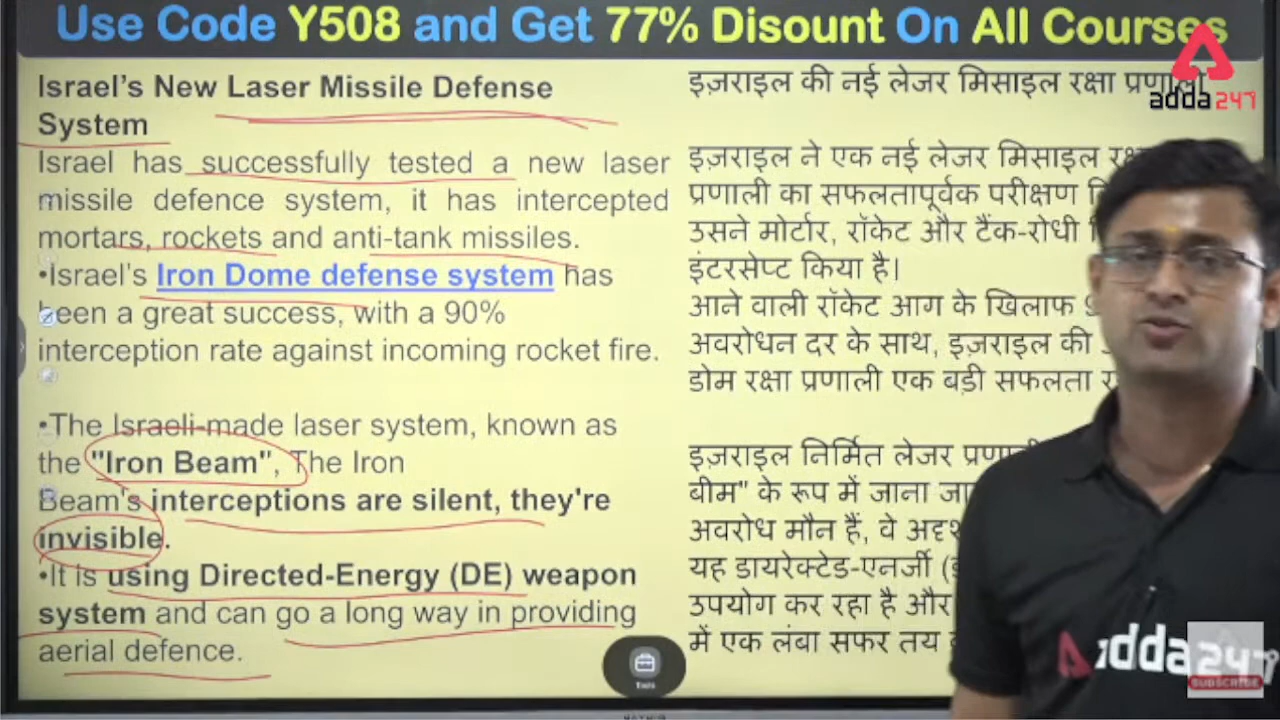 Use Code Y508 and Get 77% Disount On All Courses
Israel's New Laser Missile Defense
System
Israel has successfully tested a new laser
missile defence system, it has intercepted
mortars, rockets and anti-tank missiles.
•Israel's Iron Dome defense system has
been a great success, with a 90%
interception rate against incoming rocket fire.
•The Israeli-made laser system, known as
the "Iron Beam", The Iron
Beam's interceptions are silent, they're
invisible.
•It is using Directed-Energy (DE) weapon
system and can go a long way in providing
aerial defence.
इज़राइल की नई लेजर मिसाइल रक्षा प्रणाली
इज़राइल ने एक नई लेजर मिसाइल
प्रणाली का सफलतापूर्वक परीक्षण
उसने मोर्टार, रॉकेट और टैंक-रोधी
इंटरसेप्ट किया है।
आने वाली रॉकेट आग के खिलाफ
अवरोधन दर के साथ, इज़राइल की
डोम रक्षा प्रणाली एक बड़ी सफलता
इज़राइल निर्मित लेजर
बीम" के रूप में जाना
अवरोध मौन हैं, वे
यह डायरेक्टेड-एनर्जी
उपयोग कर रहा है और
में एक लंबा सफर तय
adda247
Tools
adda247
SUBSCRIBE